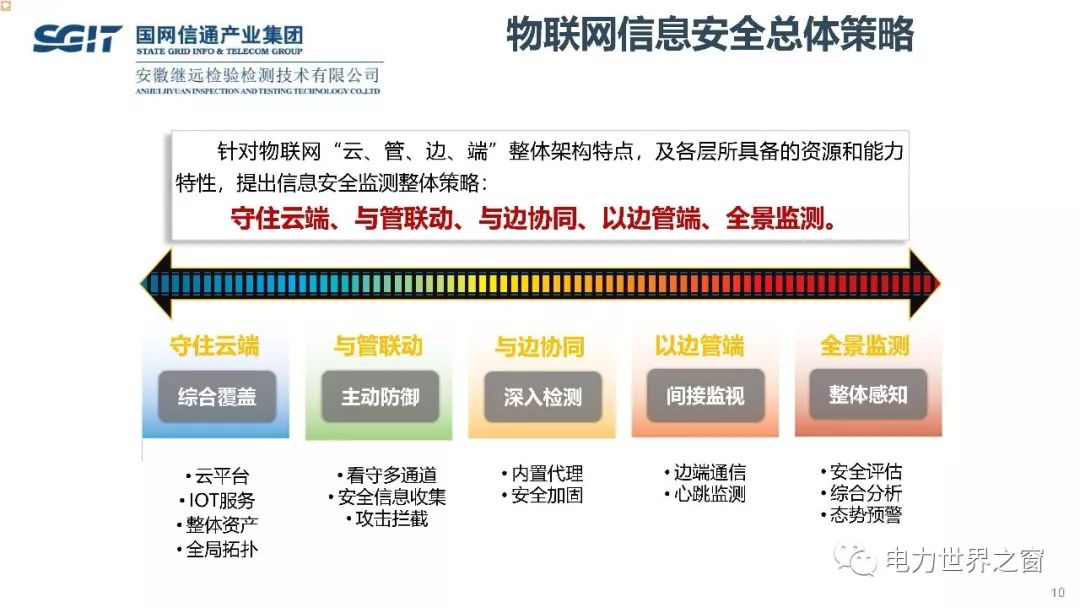 SGIT 国网信通产业集团
STATE GRID INFO & TELECOM GROUP
安徽继远检验检测技术有限公司
ANHUI JIYUAN INSPECTION AND TESTING TECHNOLOGY CO.,LTD
物联网信息安全总体策略
针对物联网“云、管、边、端”整体架构特点，及各层所具备的资源和能力
特性，提出信息安全监测整体策略：
守住云端、与管联动、与边协同、以边管端、全景监测。
守住云端
综合覆盖
•云平台
•IOT服务
•整体资产
•全局拓扑
与管联动
主动防御
•看守多通道
•安全信息收集
•攻击拦截
与边协同
深入检测
•内置代理
•安全加固
以边管端
间接监视
•边端通信
•心跳监测
全景监测
整体感知
•安全评估
•综合分析
•态势预警
电力世界之窗
10